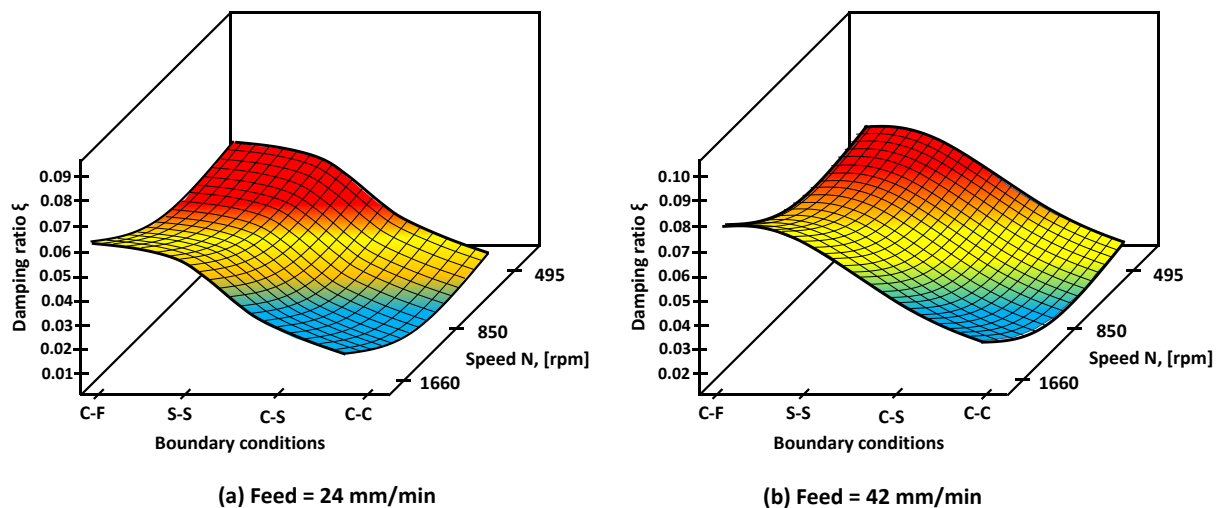 Damping ratio ξ
0.09
0.08
0.07
0.06
0.05
0.04
0.03
0.02
0.01
C-F
S-S
C-S
C-C
Boundary conditions
495
850
1660
Speed N, [rpm]
(a) Feed = 24 mm/min
Damping ratio ξ
0.10
0.09
0.08
0.07
0.06
0.05
0.04
0.03
0.02
C-F
S-S
C-S
C-C
Boundary conditions
495
850
1660
Speed N, [rpm]
(b) Feed = 42 mm/min